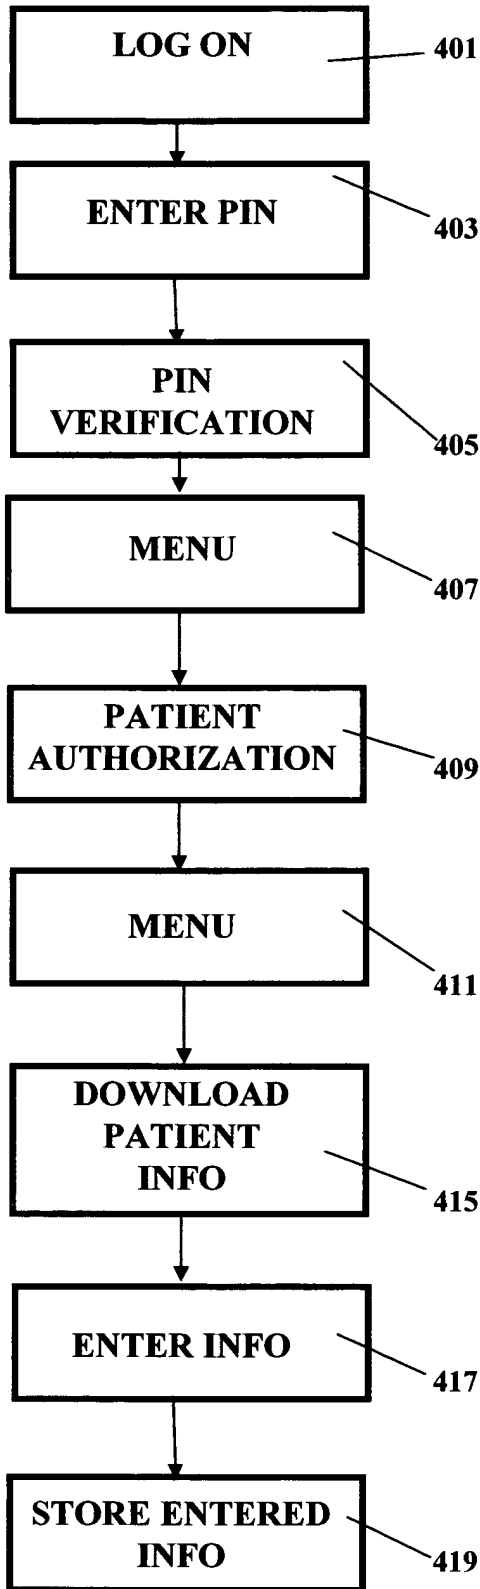 LOG ON
401
ENTER PIN
403
PIN
VERIFICATION
405
MENU
407
PATIENT
AUTHORIZATION
409
MENU
411
DOWNLOAD
PATIENT
INFO
415
ENTER INFO
417
STORE ENTERED
INFO
419